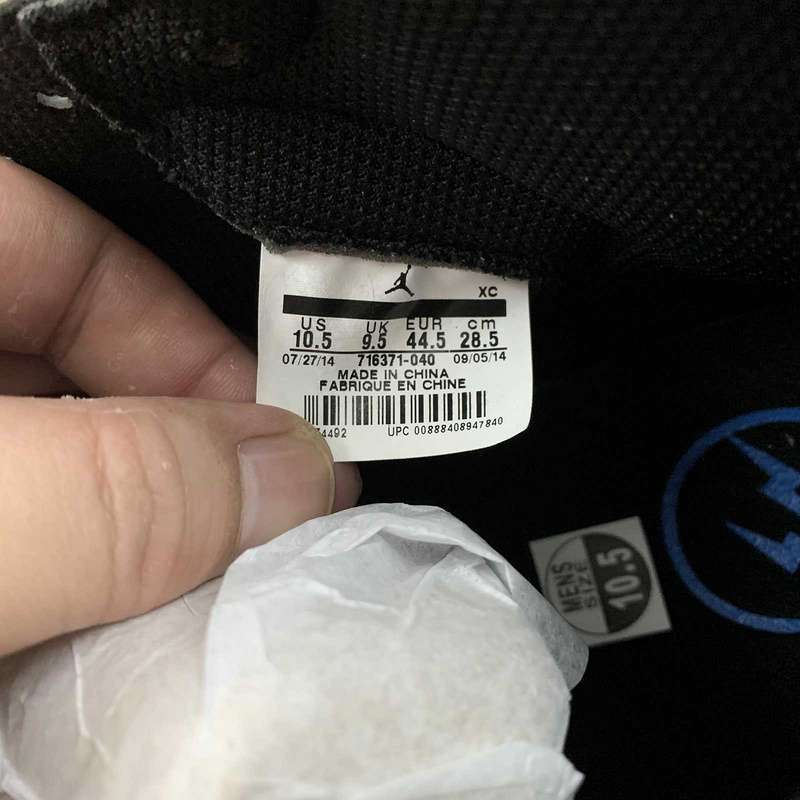 XC
US UK EUR cm
10.5 9.5 44.5 28.5
07/27/14 716371-040 09/05/14
MADE IN CHINA
FABRIQUE EN CHINE
UPC 00888408947840
MENS
SIZE
10.5